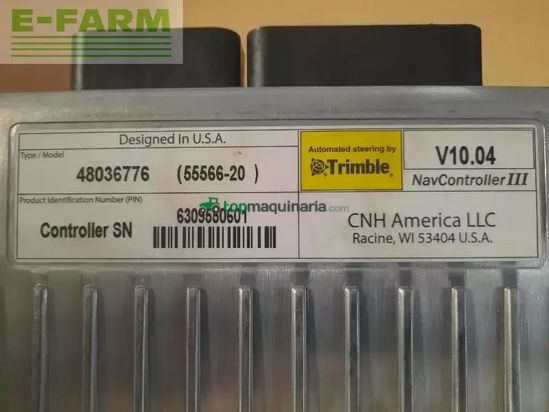 E-FARM
Designed In U.S.A.
Type / Model
48036776 (55566-20 )
Product Identification Number (PIN)
Controller SN
6309580601
Automated steering by
Trimble
V10.04
NavController III
CNH America LLC
Racine, WI 53404 U.S.A.
topmaquinaria.com